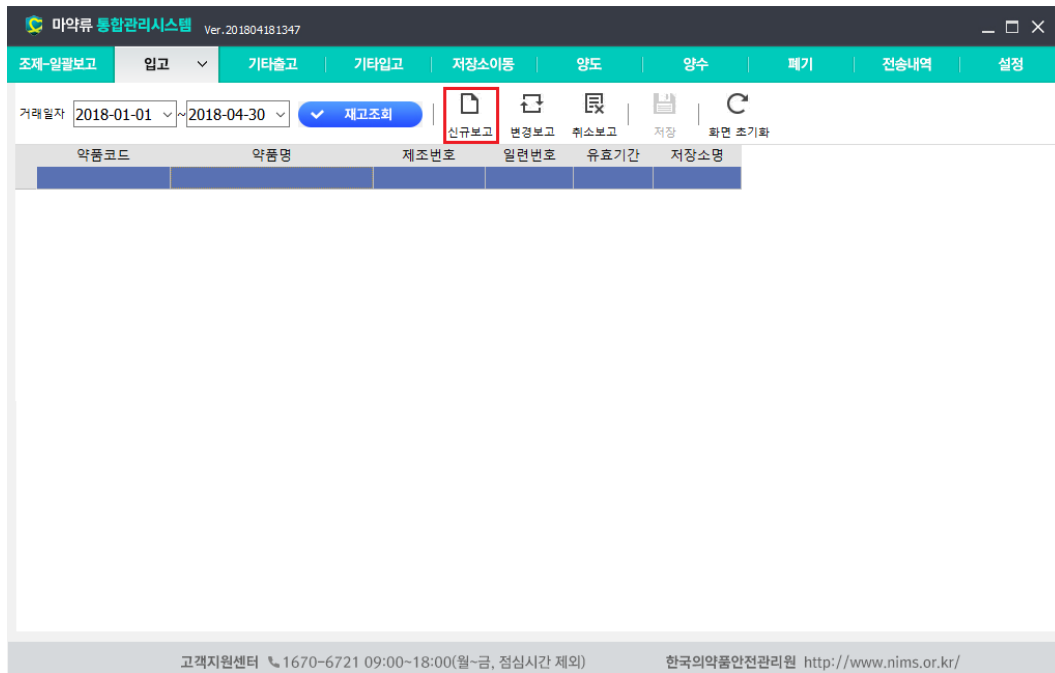 마약류 통합관리시스템 Ver.201804181347
조제-일괄보고 입고 기타출고 기타입고 저장소이동 양도 양수 폐기 전송내역 설정
거래일자 2018-01-01 ~ 2018-04-30 재고조회 신규보고 변경보고 취소보고 저장 화면 초기화
약품코드 약품명 제조번호 일련번호 유효기간 저장소명
고객지원센터 1670-6721 09:00~18:00(월~금, 점심시간 제외) 한국의약품안전관리원 http://www.nims.or.kr/